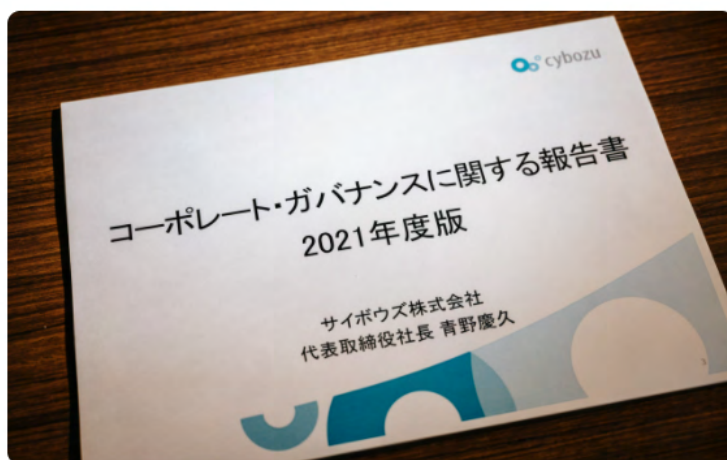 cybozu
コーポレート・ガバナンスに関する報告書
2021年度版
サイボウズ株式会社
代表取締役社長 青野慶久